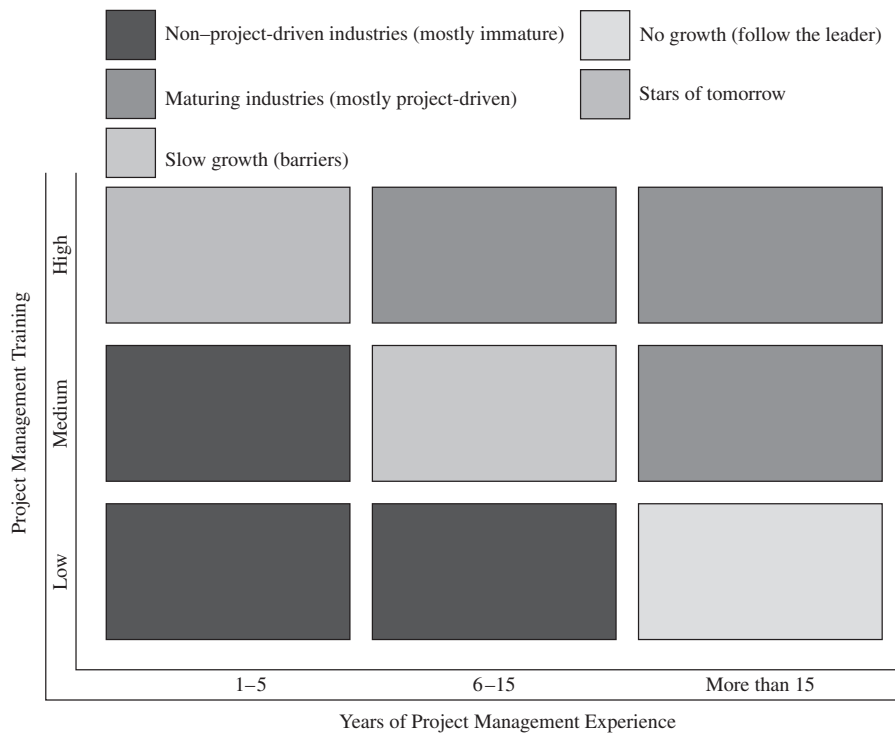 Non–project-driven industries (mostly immature)
No growth (follow the leader)
Maturing industries (mostly project-driven)
Stars of tomorrow
Slow growth (barriers)
Project Management Training
High
Medium
Low
1–5
6–15
More than 15
Years of Project Management Experience